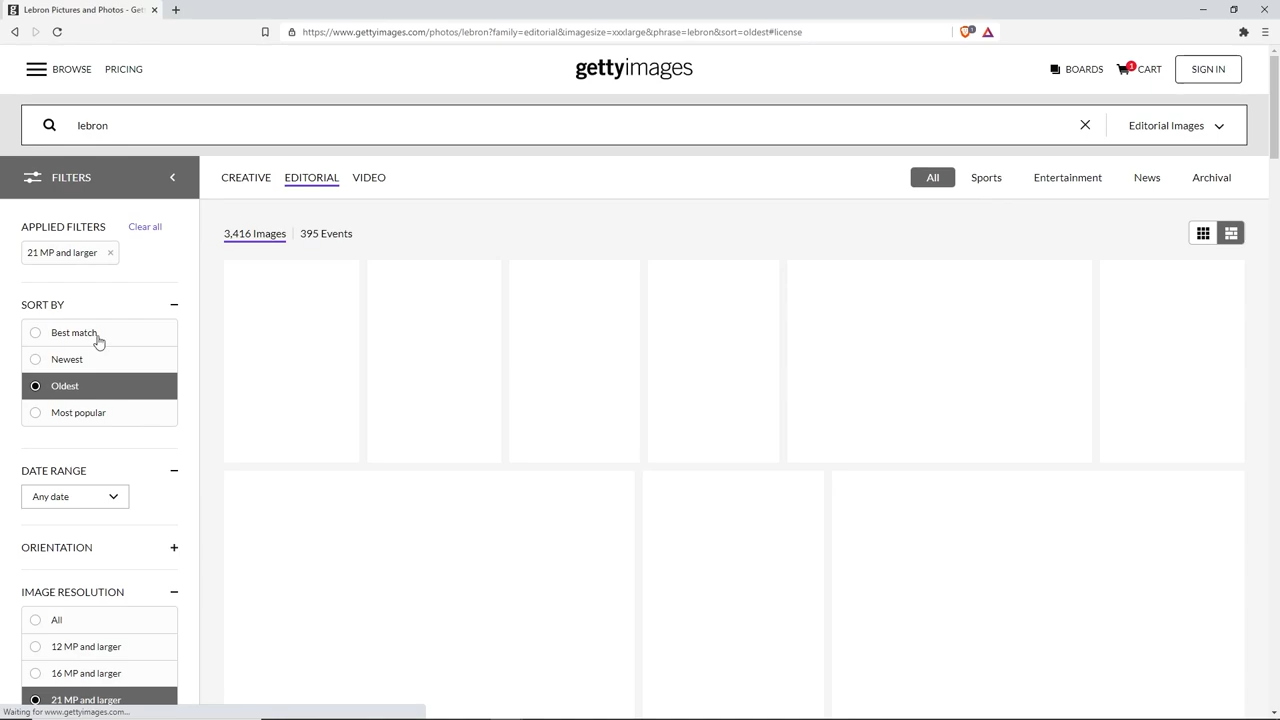 Lebron Pictures and Photos - Get
https://www.gettyimages.com/photos/lebron?family=editorial&imagesize=xxxlarge&phrase=lebron&sort=oldest#license
1
BROWSE PRICING
gettyimages
BOARDS 1 CART SIGN IN
lebron
Editorial Images
FILTERS
CREATIVE EDITORIAL VIDEO
All Sports Entertainment News Archival
APPLIED FILTERS Clear all
21 MP and larger
3,416 Images 395 Events
SORT BY
Best match
Newest
Oldest
Most popular
DATE RANGE
Any date
ORIENTATION
IMAGE RESOLUTION
All
12 MP and larger
16 MP and larger
21 MP and larger
Waiting for www.gettyimages.com...